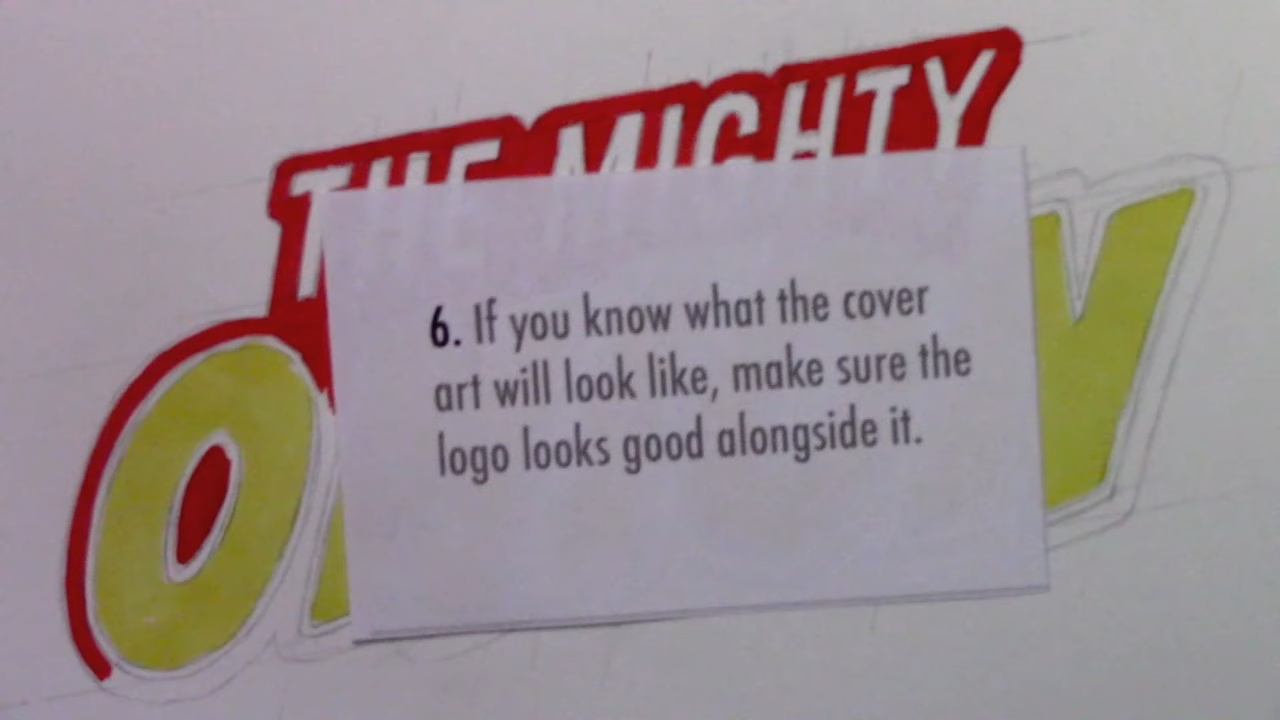 THE MIGHTY
6. If you know what the cover
art will look like, make sure the
logo looks good alongside it.